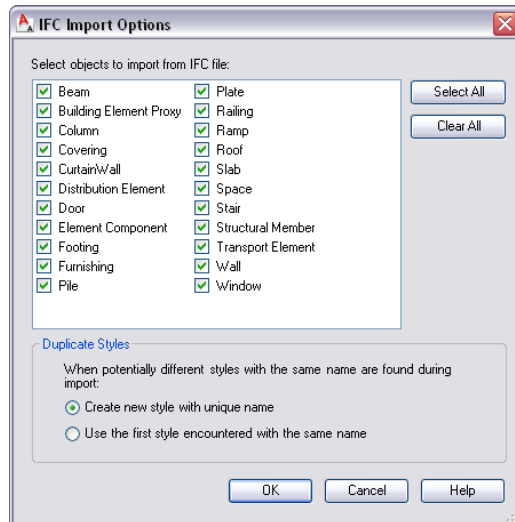 IFC Import Options
Select objects to import from IFC file:
Beam
Building Element Proxy
Column
Covering
CurtainWall
Distribution Element
Door
Element Component
Footing
Furnishing
Pile
Plate
Railing
Ramp
Roof
Slab
Space
Stair
Structural Member
Transport Element
Wall
Window
Select All
Clear All
Duplicate Styles
When potentially different styles with the same name are found during
import:
Create new style with unique name
Use the first style encountered with the same name
OK Cancel Help